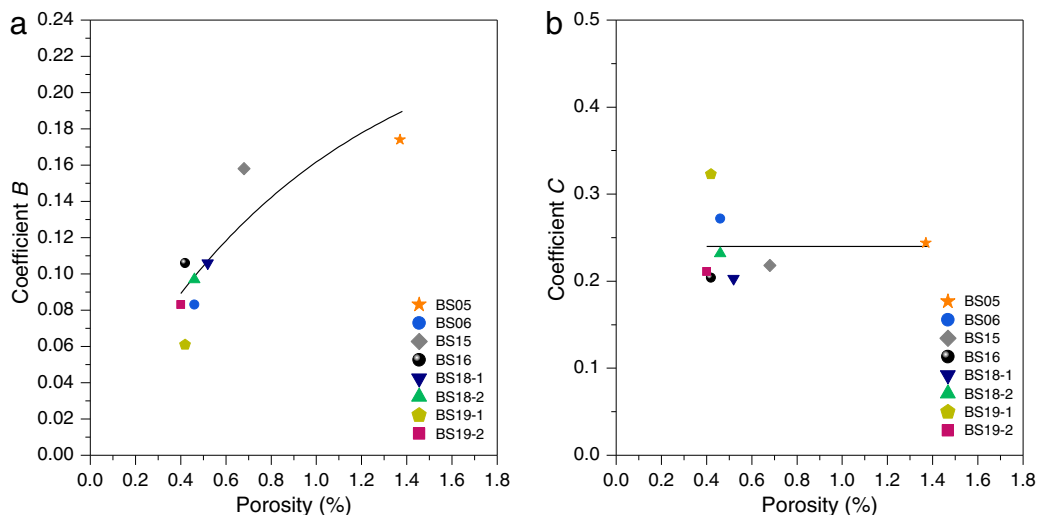 a
0.24
0.22
0.20
0.18
0.16
0.14
0.12
0.10
0.08
0.06
0.04
0.02
0.00
Coefficient B
BS05
BS06
BS15
BS16
BS18-1
BS18-2
BS19-1
BS19-2
0.0 0.2 0.4 0.6 0.8 1.0 1.2 1.4 1.6 1.8
Porosity (%)
b
0.5
0.4
0.3
0.2
0.1
0.0
Coefficient C
BS05
BS06
BS15
BS16
BS18-1
BS18-2
BS19-1
BS19-2
0.0 0.2 0.4 0.6 0.8 1.0 1.2 1.4 1.6 1.8
Porosity (%)